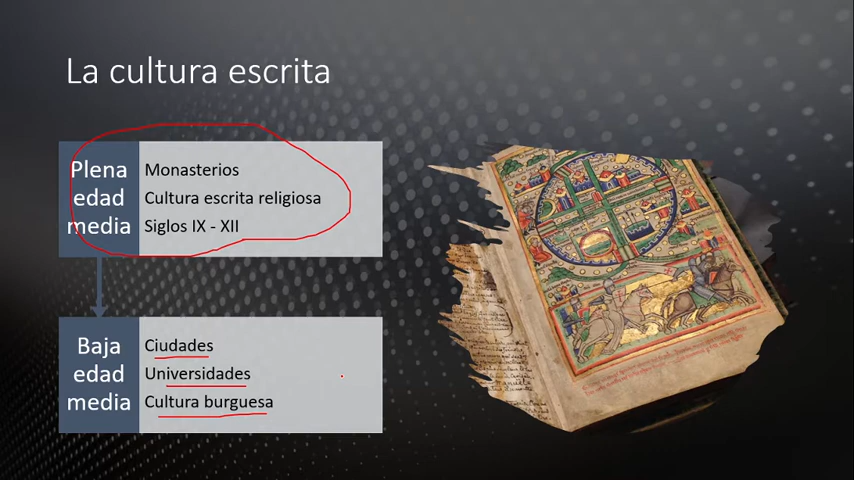 La cultura escrita
Plena
edad
media
Monasterios
Cultura escrita religiosa
Siglos IX - XII
Baja
edad
media
Ciudades
Universidades
Cultura burguesa